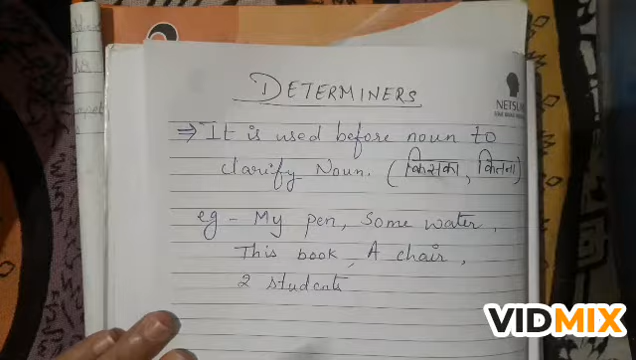 DETERMINERS
NETSU
⇒ It is used before noun to
clarify Noun. (किसका, कितना)
eg - My pen, Some water,
This book, A chair,
2 students
VIDMIX